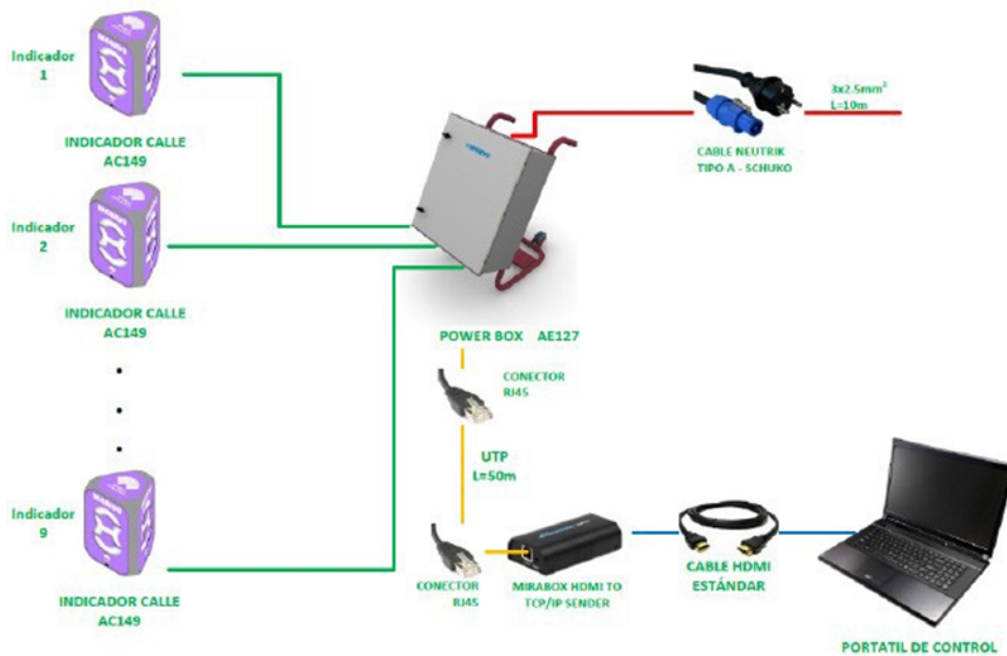 Indicador
1
INDICADOR CALLE
AC149
Indicador
2
INDICADOR CALLE
AC149
Indicador
9
INDICADOR CALLE
AC149
3x2.5mm²
L=10m
CABLE NEUTRIK
TIPO A - SCHUKO
POWER BOX AE127
CONECTOR
RJ45
UTP
L=50m
CONECTOR
RJ45
MIRABOX HDMI TO
TCP/IP SENDER
CABLE HDMI
ESTÁNDAR
PORTATIL DE CONTROL